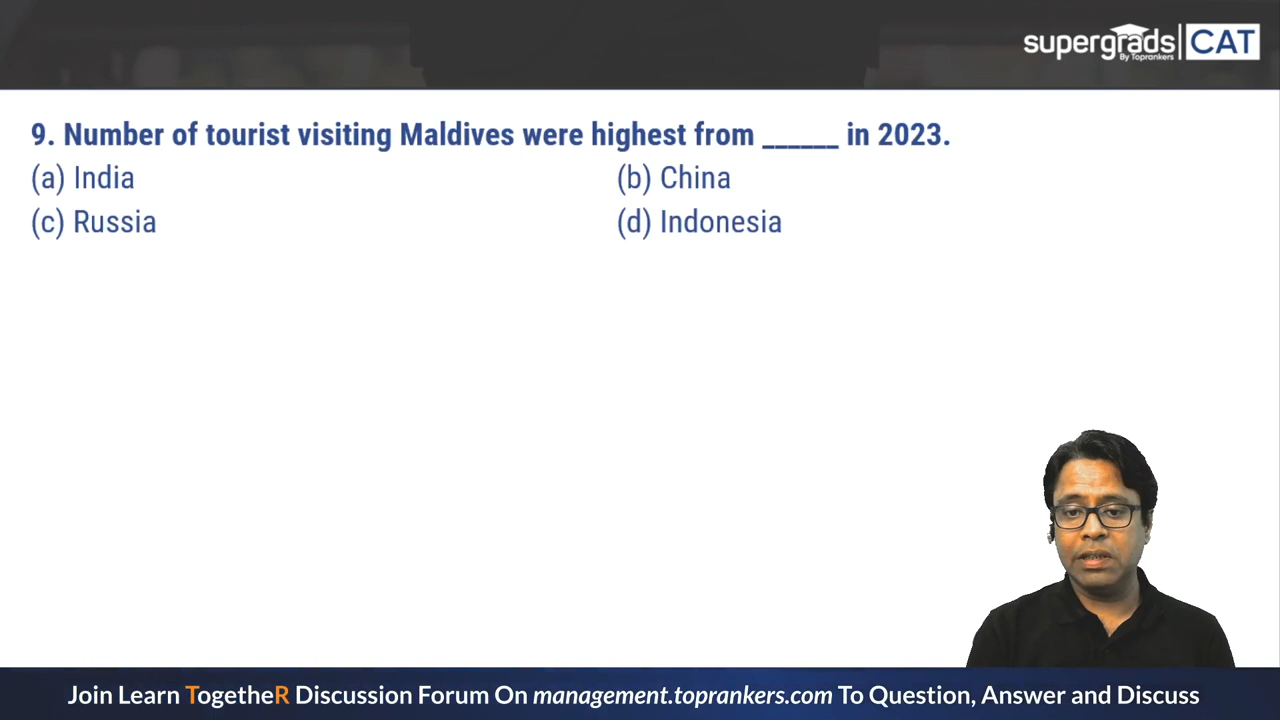 supergrads CAT
By Toprankers
9. Number of tourist visiting Maldives were highest from ______ in 2023.
(a) India (b) China
(c) Russia (d) Indonesia
Join Learn TogetheR Discussion Forum On management.toprankers.com To Question, Answer and Discuss